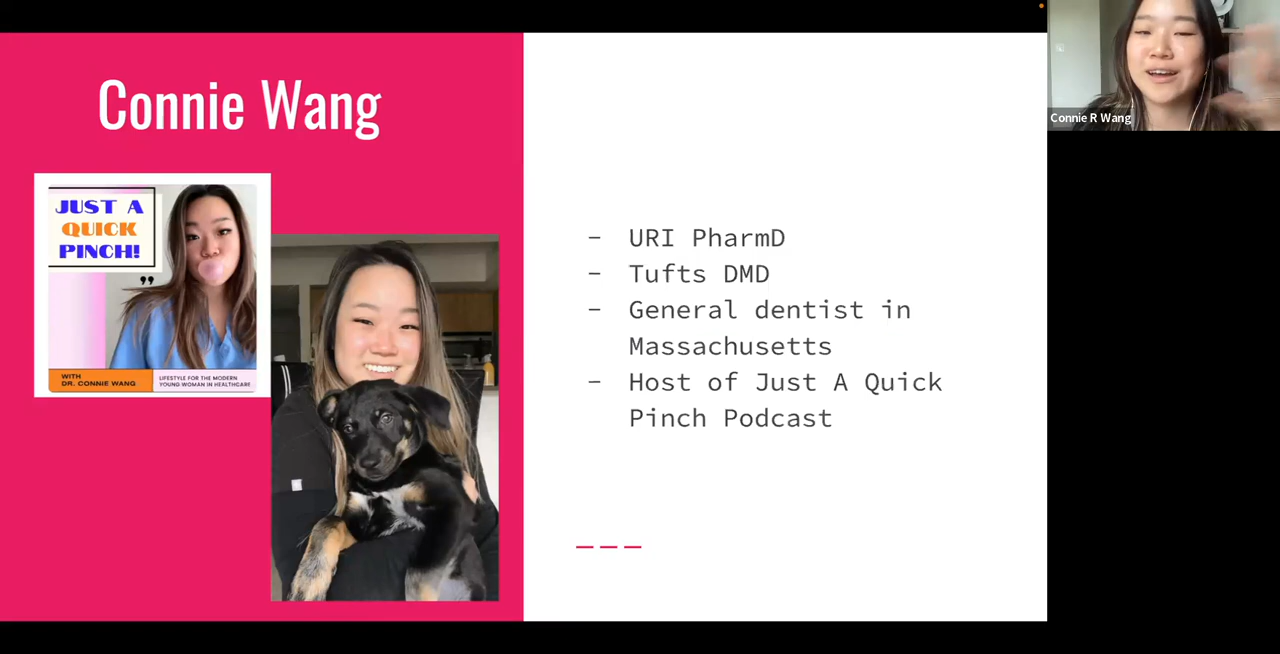 Connie Wang
JUST A
QUICK
PINCH!
"
WITH
DR. CONNIE WANG
LIFESTYLE FOR THE MODERN
YOUNG WOMAN IN HEALTHCARE
- URI PharmD
- Tufts DMD
- General dentist in
Massachusetts
- Host of Just A Quick
Pinch Podcast
Connie R Wang